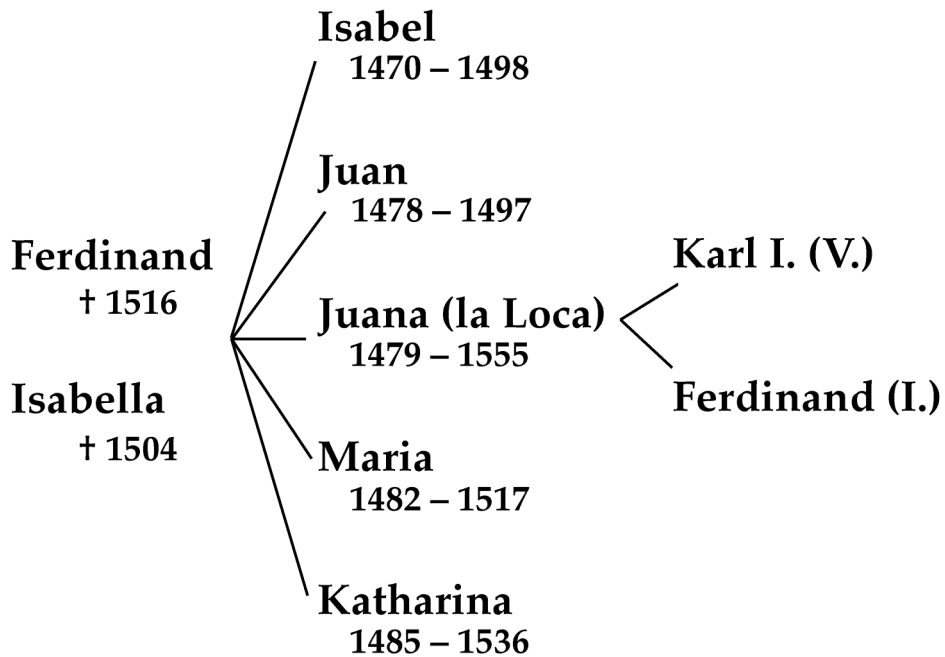 Ferdinand
† 1516
Isabella
† 1504
Isabel
1470 – 1498
Juan
1478 – 1497
Juana (la Loca)
1479 – 1555
Maria
1482 – 1517
Katharina
1485 – 1536
Karl I. (V.)
Ferdinand (I.)